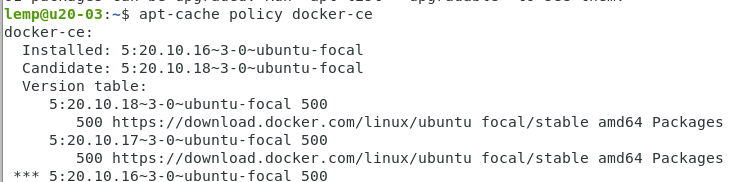 lemp@u20-03:~$ apt-cache policy docker-ce
docker-ce:
  Installed: 5:20.10.16~3-0~ubuntu-focal
  Candidate: 5:20.10.18~3-0~ubuntu-focal
  Version table:
     5:20.10.18~3-0~ubuntu-focal 500
        500 https://download.docker.com/linux/ubuntu focal/stable amd64 Packages
     5:20.10.17~3-0~ubuntu-focal 500
        500 https://download.docker.com/linux/ubuntu focal/stable amd64 Packages
 *** 5:20.10.16~3-0~ubuntu-focal 500